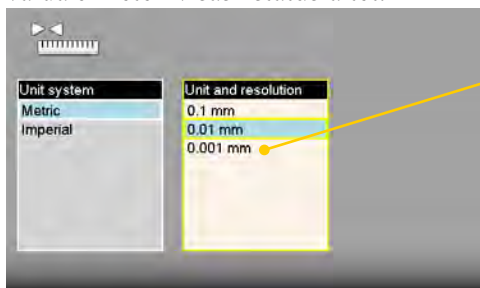 Unit system
Metric
Imperial
Unit and resolution
0.1 mm
0.01 mm
0.001 mm